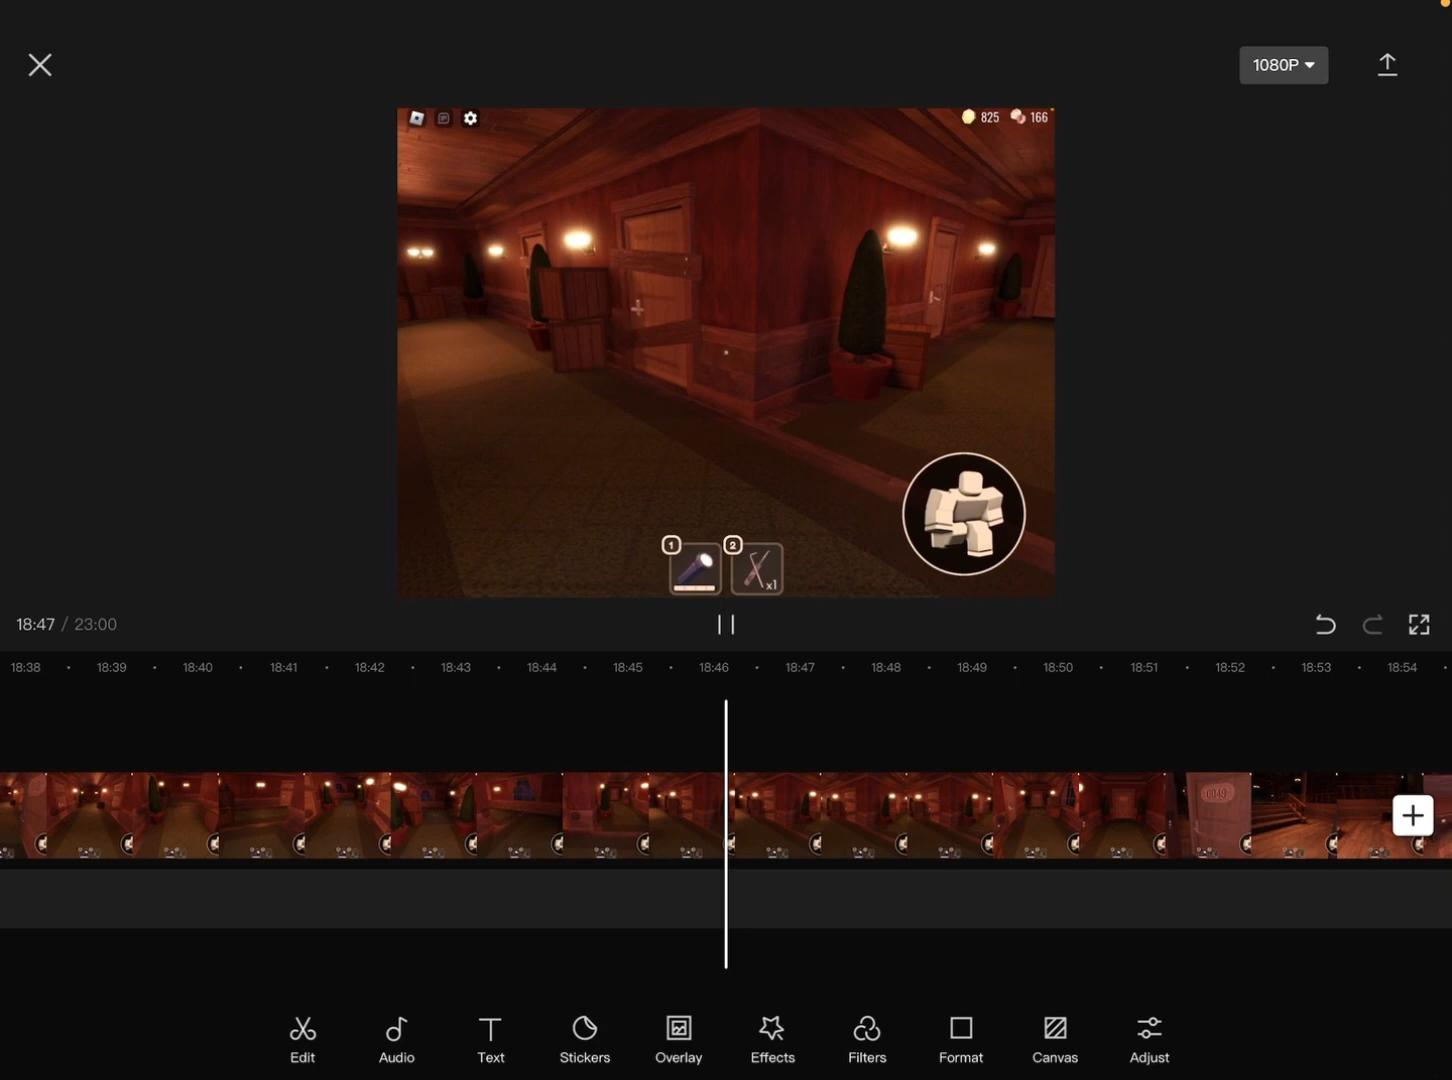 1080P
825 166
1 2
x1
18:47 / 23:00
18:38 18:39 18:40 18:41 18:42 18:43 18:44 18:45 18:46 18:47 18:48 18:49 18:50 18:51 18:52 18:53 18:54
0049
Edit Audio Text Stickers Overlay Effects Filters Format Canvas Adjust